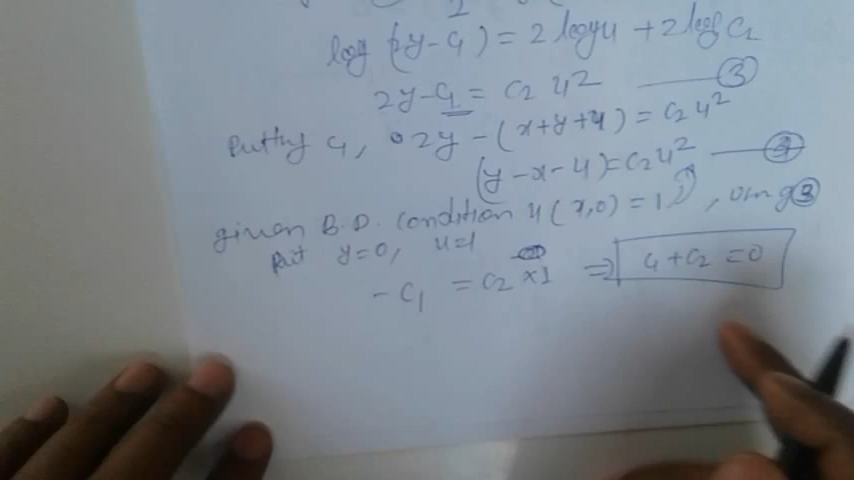 2
log (2y - c1) = 2 log u + 2 log c2
2y - c1 = c2 u² — ③
Putting c1, 2y - (x+y+u) = c2 u²
(y - x - u) = c2 u² — ④
given B.D. Condition u(x,0) = 1, using ③
Put y=0, u=1
- c1 = c2 × 1 ⇒ c1 + c2 = 0